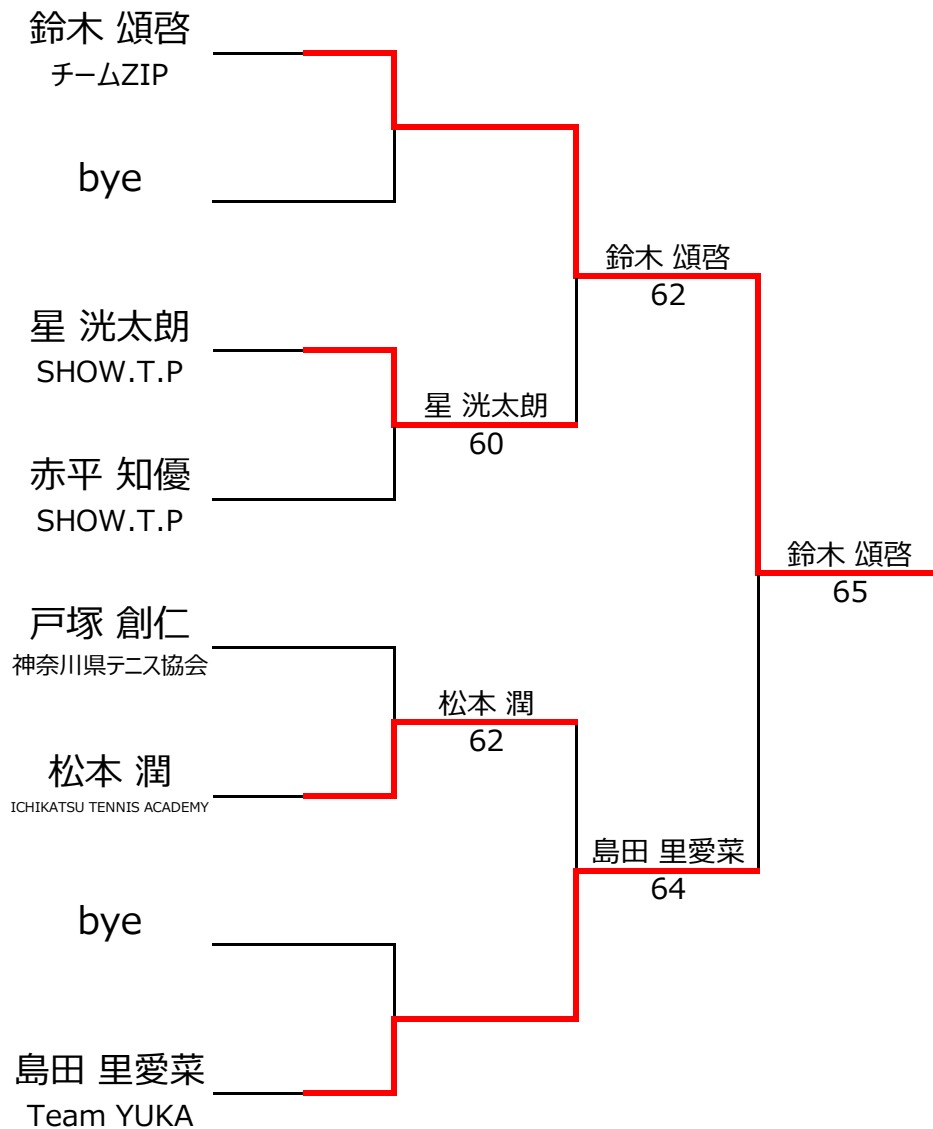 鈴木 頌啓
チームZIP
bye
星 洸太朗
SHOW.T.P
赤平 知優
SHOW.T.P
戸塚 創仁
神奈川県テニス協会
松本 潤
ICHIKATSU TENNIS ACADEMY
bye
島田 里愛菜
Team YUKA
星 洸太朗
60
松本 潤
62
鈴木 頌啓
62
島田 里愛菜
64
鈴木 頌啓
65